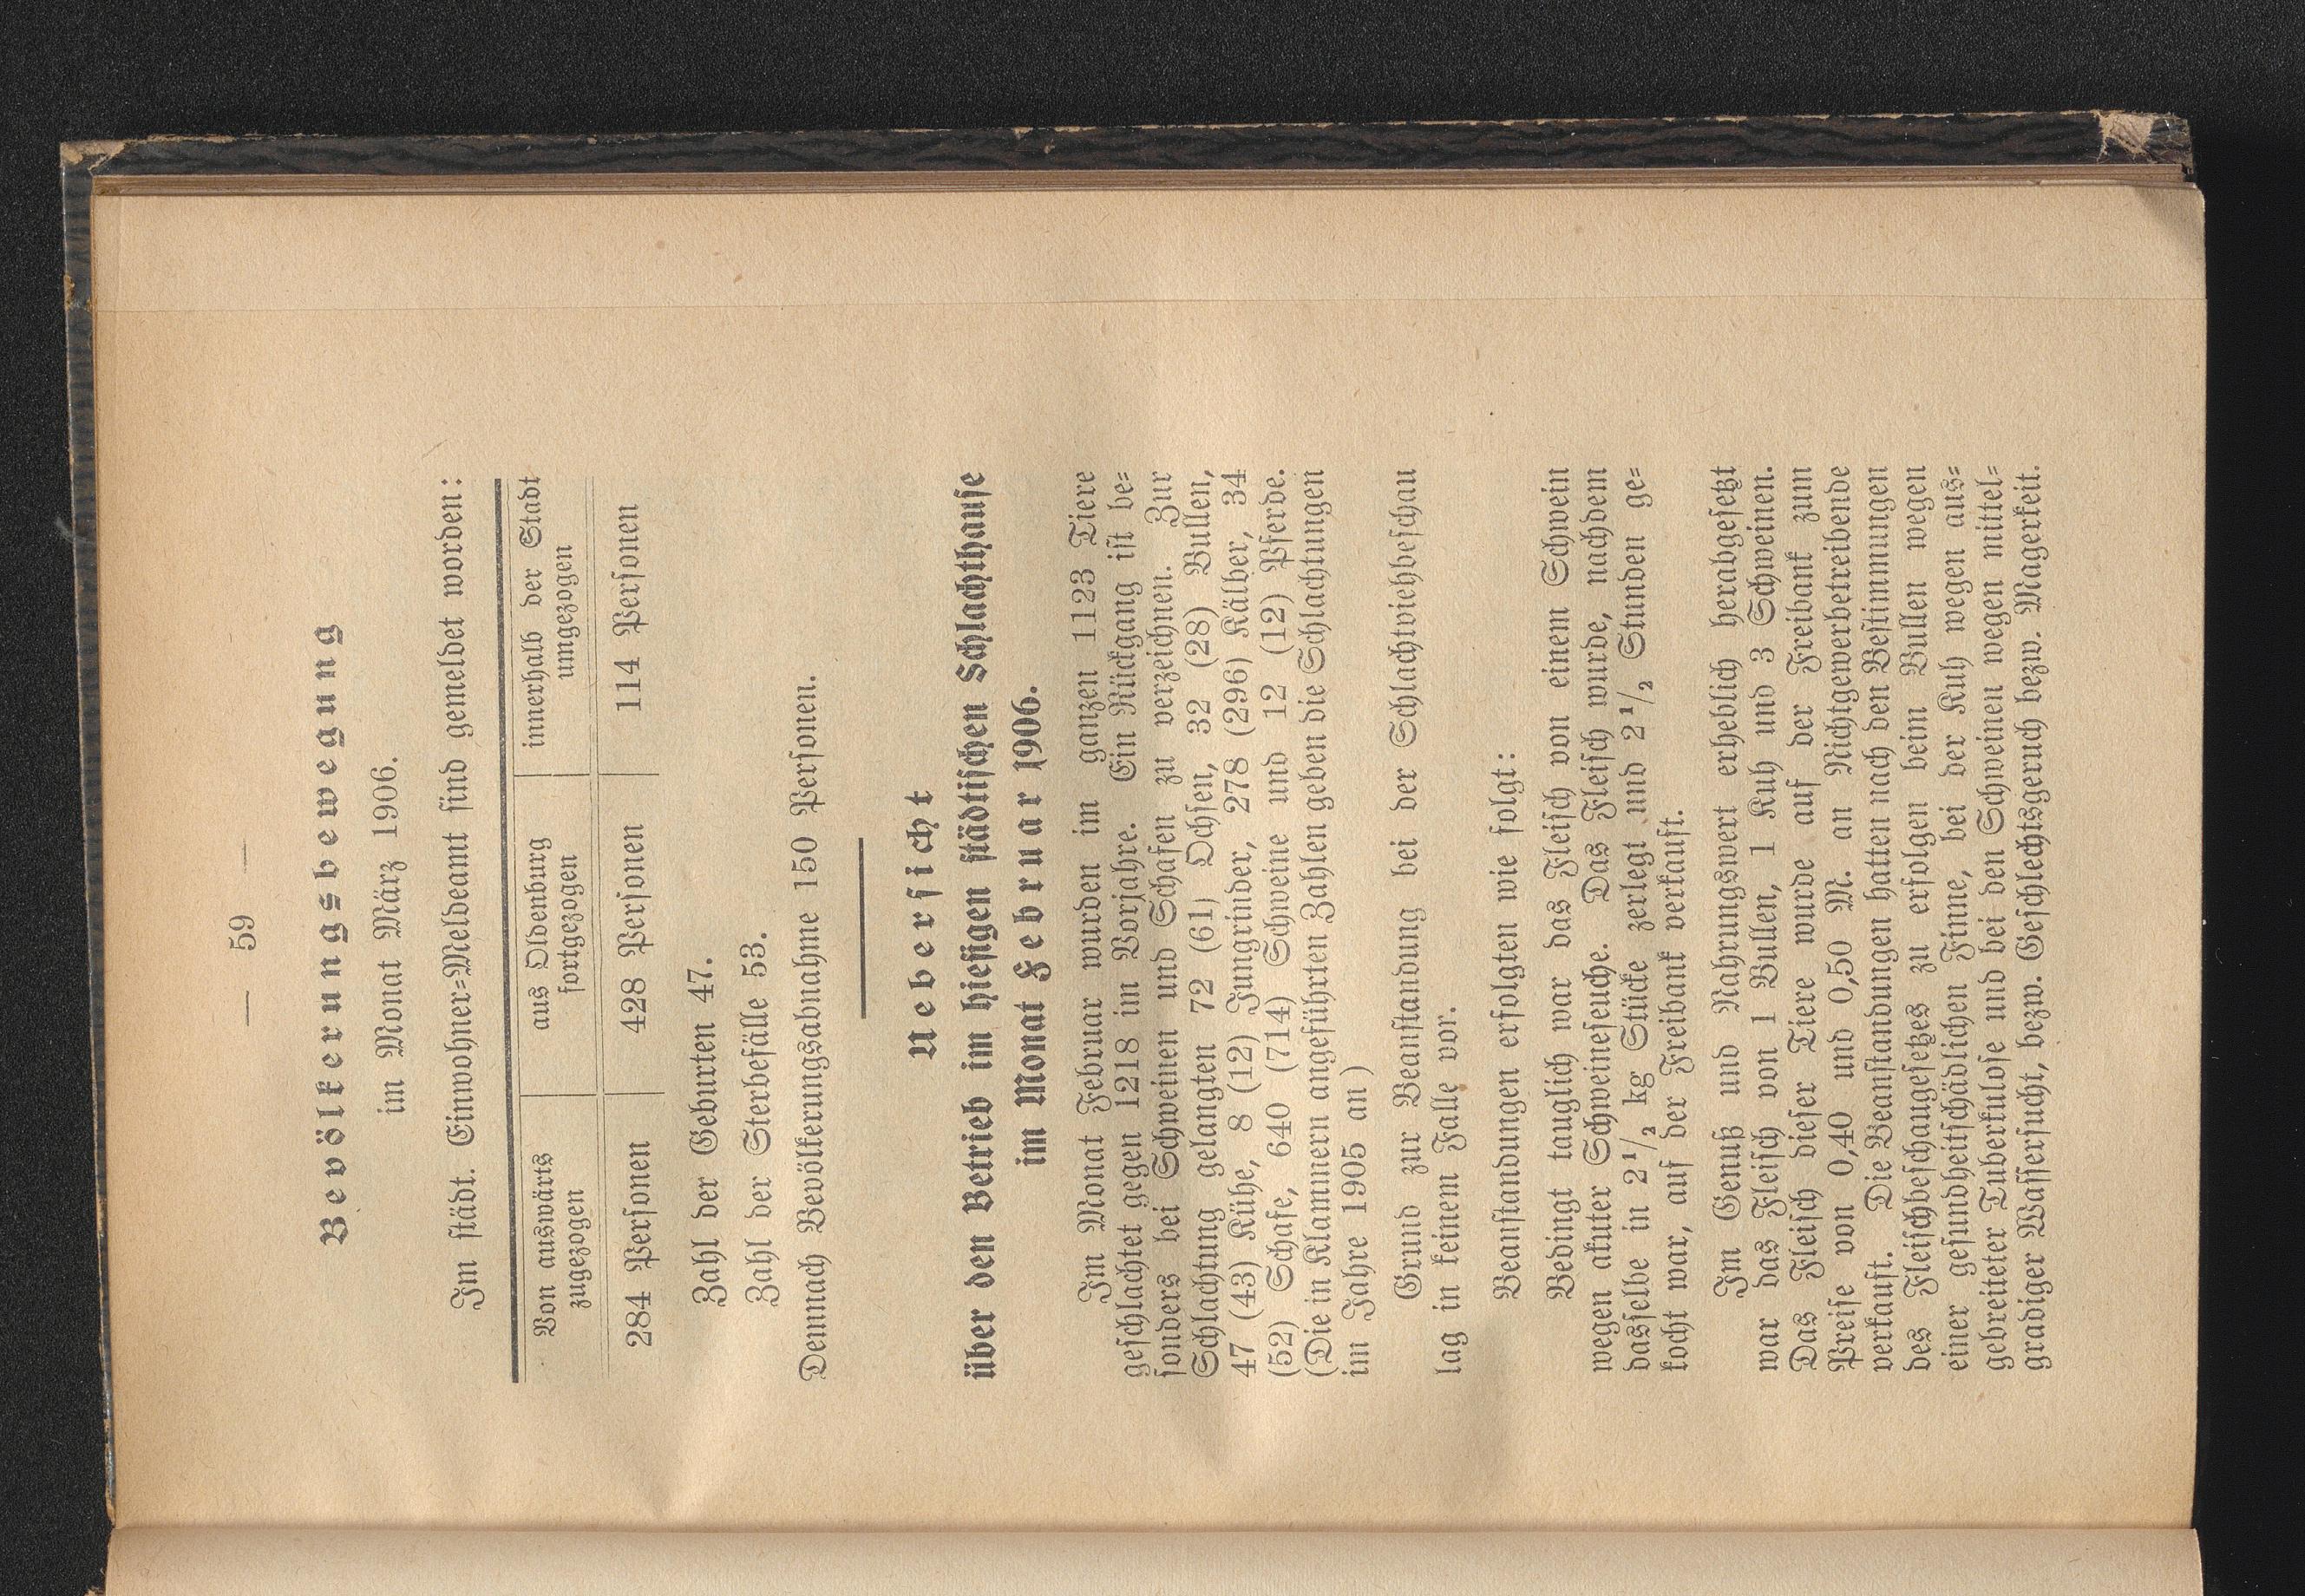 — 59 —
Bevölkerungsbewegung
im Monat März 1906.
Im städt. Einwohner=Meldeamt sind gemeldet worden:
Von auswärts zugezogen | aus Oldenburg fortgezogen | innerhalb der Stadt umgezogen
284 Personen | 428 Personen | 114 Personen
Zahl der Geburten 47.
Zahl der Sterbefälle 53.
Demnach Bevölkerungsabnahme 150 Personen.
Uebersicht
über den Betrieb im hiesigen städtischen Schlachthause
im Monat Februar 1906.
Im Monat Februar wurden im ganzen 1123 Tiere
geschlachtet gegen 1218 im Vorjahre. Ein Rückgang ist be=
sonders bei Schweinen und Schafen zu verzeichnen. Zur
Schlachtung gelangten 72 (61) Ochsen, 32 (28) Bullen,
47 (43) Kühe, 8 (12) Jungrinder, 278 (296) Kälber, 34
(52) Schafe, 640 (714) Schweine und 12 (12) Pferde.
(Die in Klammern angeführten Zahlen geben die Schlachtungen
im Jahre 1905 an)
Grund zur Beanstandung bei der Schlachtviehbeschau
lag in keinem Falle vor.
Beanstandungen erfolgten wie folgt:
Bedingt tauglich war das Fleisch von einem Schwein
wegen akuter Schweineseuche. Das Fleisch wurde, nachdem
dasselbe in 2¹/₂ kg Stücke zerlegt und 2¹/₂ Stunden ge=
kocht war, auf der Freibank verkauft.
Im Genuß und Nahrungswert erheblich herabgesetzt
war das Fleisch von 1 Bullen, 1 Kuh und 3 Schweinen.
Das Fleisch dieser Tiere wurde auf der Freibank zum
Preise von 0,40 und 0,50 M. an Nichtgewerbetreibende
verkauft. Die Beanstandungen hatten nach den Bestimmungen
des Fleischbeschaugesetzes zu erfolgen beim Bullen wegen
einer gesundheitschädlichen Finne, bei der Kuh wegen aus=
gebreiteter Tuberkulose und bei den Schweinen wegen mittel=
gradiger Wassersucht, bezw. Geschlechtsgeruch bezw. Magerkeit.